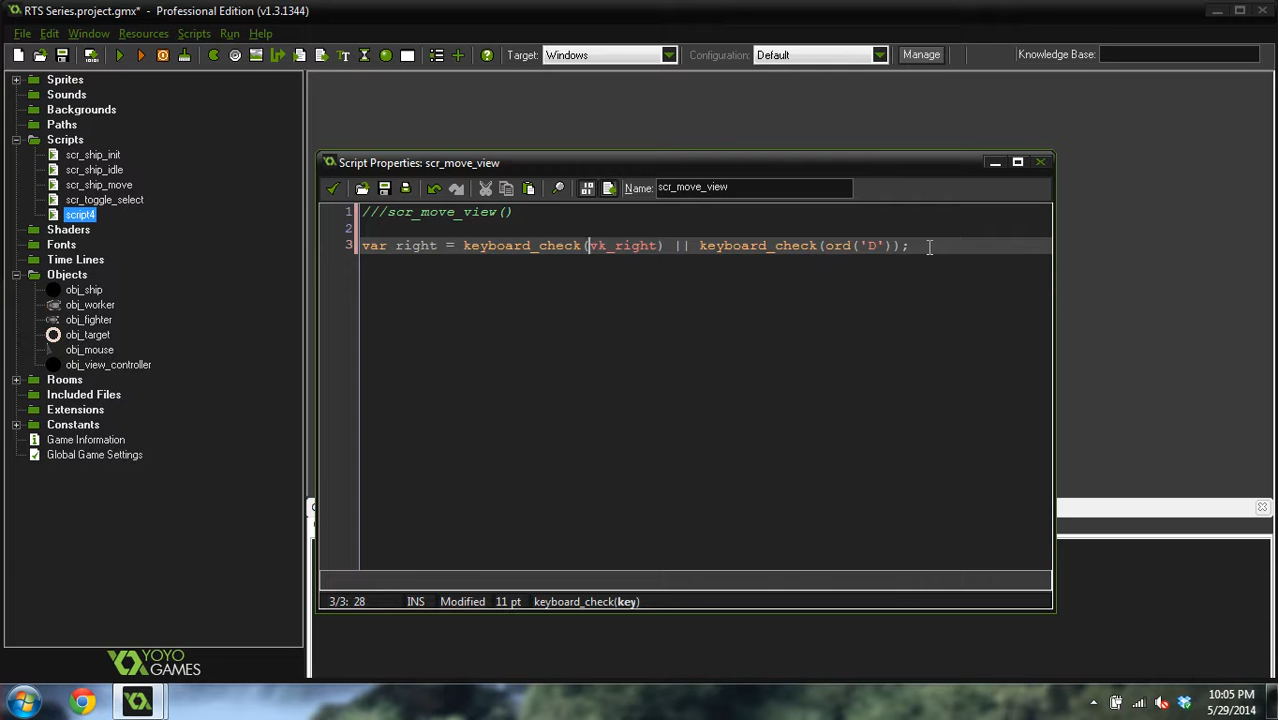 RTS Series.project.gmx* - Professional Edition (v1.3.1344)
File Edit Window Resources Scripts Run Help
Target: Windows Configuration: Default Manage Knowledge Base:
Sprites
Sounds
Backgrounds
Paths
Scripts
scr_ship_init
scr_ship_idle
scr_ship_move
scr_toggle_select
script4
Shaders
Fonts
Time Lines
Objects
obj_ship
obj_worker
obj_fighter
obj_target
obj_mouse
obj_view_controller
Rooms
Included Files
Extensions
Constants
Game Information
Global Game Settings
YOYO
GAMES
Script Properties: scr_move_view
Name: scr_move_view
1 ///scr_move_view()
2
3 var right = keyboard_check(vk_right) || keyboard_check(ord('D'));
3/3: 28 INS Modified 11 pt keyboard_check(key)
10:05 PM
5/29/2014